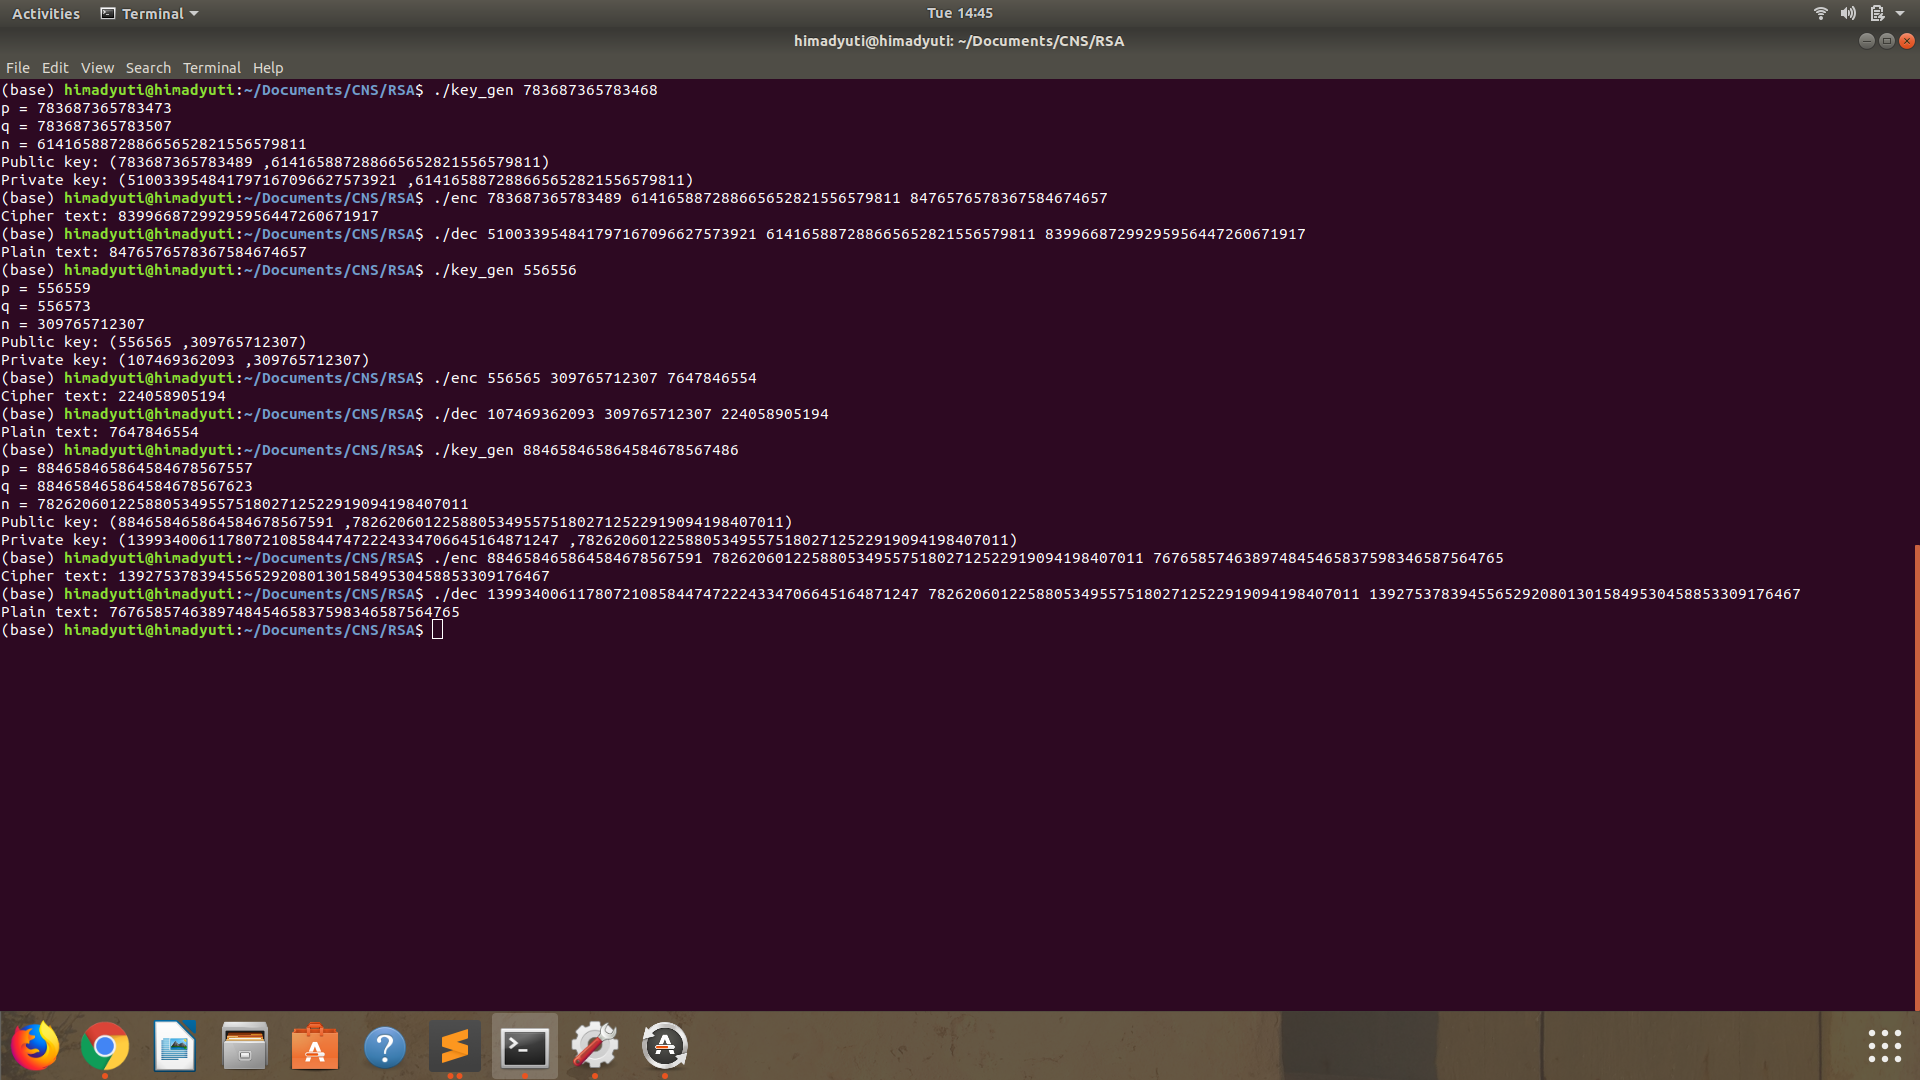 Activities Terminal Tue 14:45
himadyuti@himadyuti: ~/Documents/CNS/RSA
File Edit View Search Terminal Help
(base) himadyuti@himadyuti:~/Documents/CNS/RSA$ ./key_gen 783687365783468
p = 783687365783473
q = 783687365783507
n = 614165887288665652821556579811
Public key: (783687365783489 ,614165887288665652821556579811)
Private key: (510033954841797167096627573921 ,614165887288665652821556579811)
(base) himadyuti@himadyuti:~/Documents/CNS/RSA$ ./enc 783687365783489 614165887288665652821556579811 8476576578367584674657
Cipher text: 83996687299295956447260671917
(base) himadyuti@himadyuti:~/Documents/CNS/RSA$ ./dec 510033954841797167096627573921 614165887288665652821556579811 83996687299295956447260671917
Plain text: 8476576578367584674657
(base) himadyuti@himadyuti:~/Documents/CNS/RSA$ ./key_gen 556556
p = 556559
q = 556573
n = 309765712307
Public key: (556565 ,309765712307)
Private key: (107469362093 ,309765712307)
(base) himadyuti@himadyuti:~/Documents/CNS/RSA$ ./enc 556565 309765712307 7647846554
Cipher text: 224058905194
(base) himadyuti@himadyuti:~/Documents/CNS/RSA$ ./dec 107469362093 309765712307 224058905194
Plain text: 7647846554
(base) himadyuti@himadyuti:~/Documents/CNS/RSA$ ./key_gen 884658465864584678567486
p = 884658465864584678567557
q = 884658465864584678567623
n = 782620601225880534955751802712522919094198407011
Public key: (884658465864584678567591 ,782620601225880534955751802712522919094198407011)
Private key: (139934006117807210858447472224334706645164871247 ,782620601225880534955751802712522919094198407011)
(base) himadyuti@himadyuti:~/Documents/CNS/RSA$ ./enc 884658465864584678567591 782620601225880534955751802712522919094198407011 767658574638974845465837598346587564765
Cipher text: 139275378394556529208013015849530458853309176467
(base) himadyuti@himadyuti:~/Documents/CNS/RSA$ ./dec 139934006117807210858447472224334706645164871247 782620601225880534955751802712522919094198407011 139275378394556529208013015849530458853309176467
Plain text: 767658574638974845465837598346587564765
(base) himadyuti@himadyuti:~/Documents/CNS/RSA$